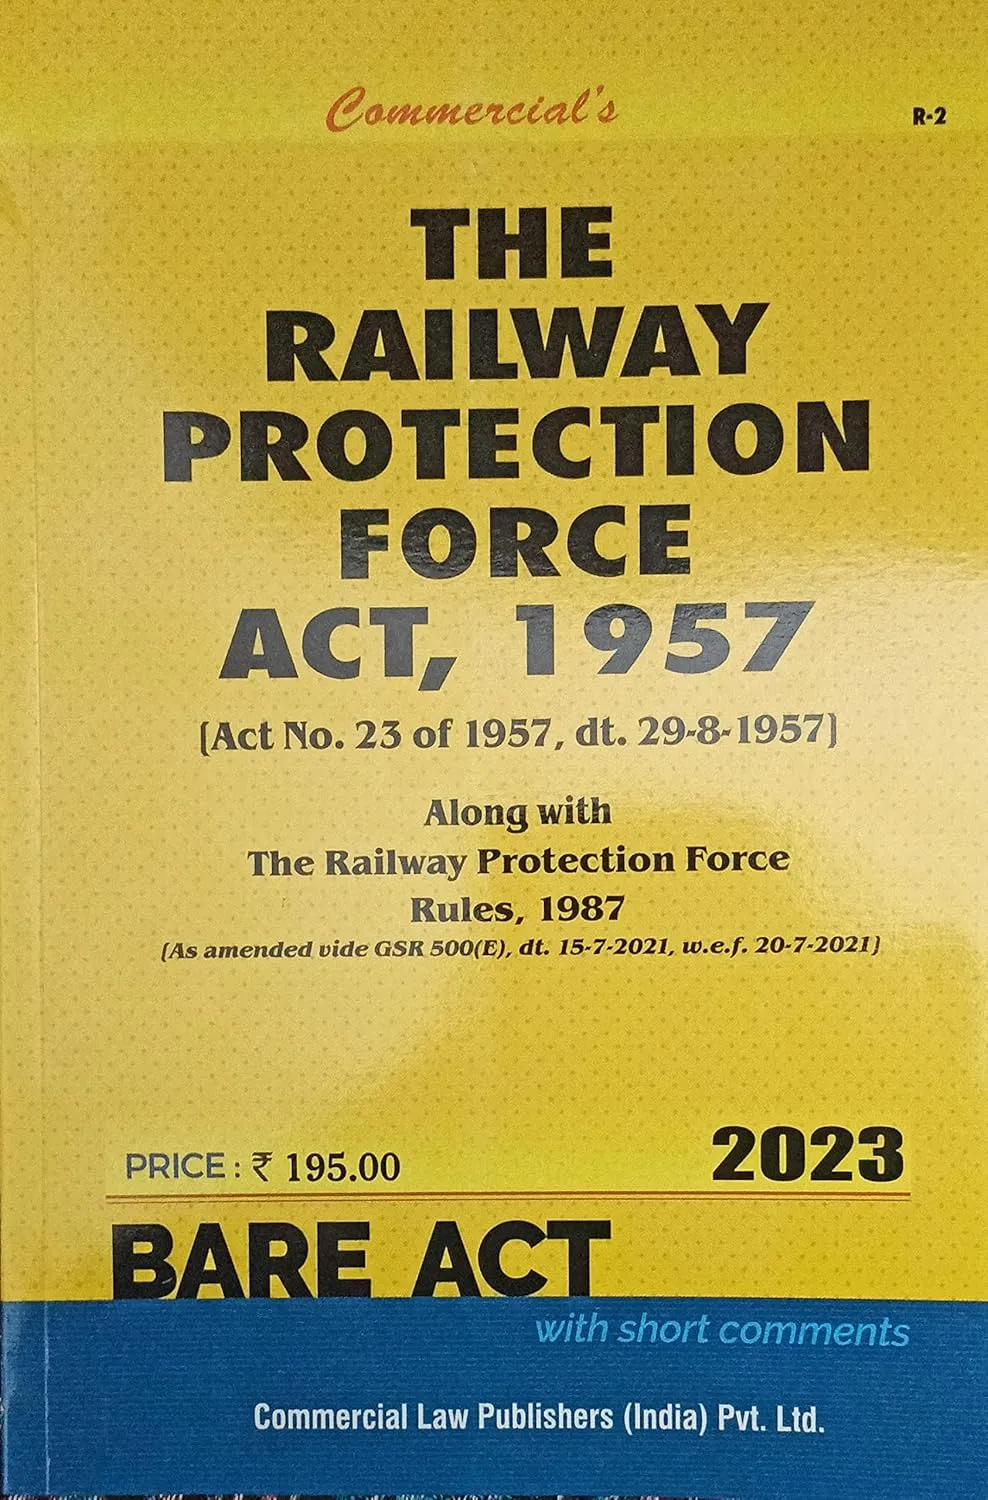 Commercial's
R-2
THE
RAILWAY
PROTECTION
FORCE
ACT, 1957
[Act No. 23 of 1957, dt. 29-8-1957]
Along with
The Railway Protection Force
Rules, 1987
[As amended vide GSR 500(E), dt. 15-7-2021, w.e.f. 20-7-2021]
PRICE : ₹ 195.00
2023
BARE ACT
with short comments
Commercial Law Publishers (India) Pvt. Ltd.